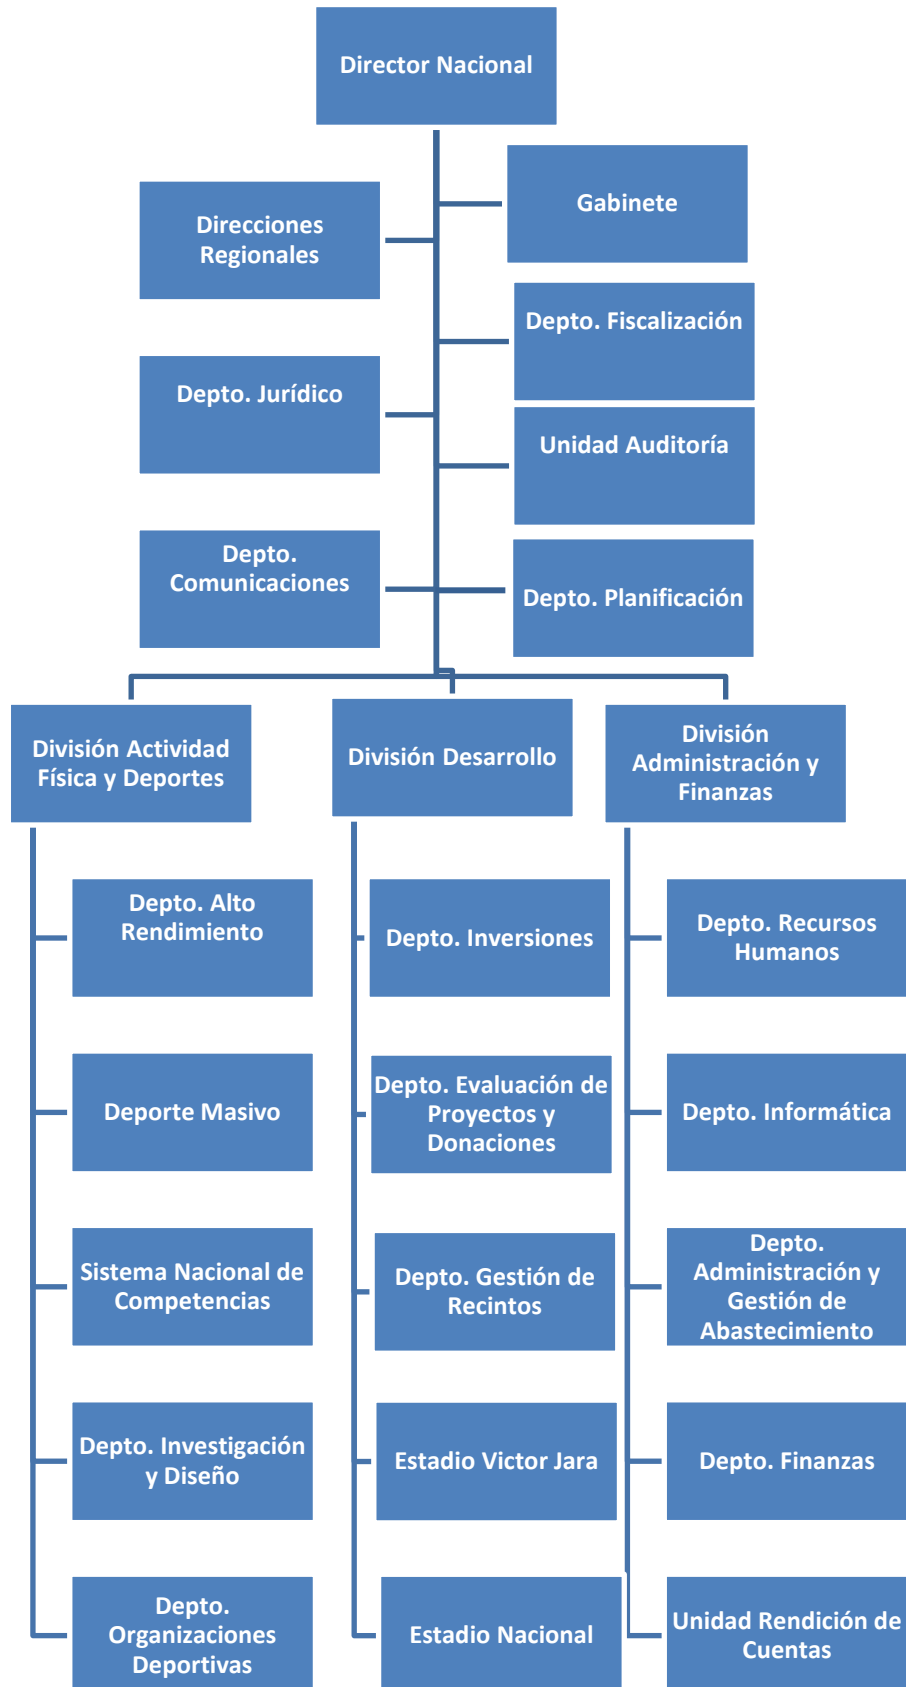 Director Nacional
Gabinete
Direcciones
Regionales
Depto. Fiscalización
Depto. Jurídico
Unidad Auditoría
Depto.
Comunicaciones
Depto. Planificación
División Actividad
Física y Deportes
División Desarrollo
División
Administración y
Finanzas
Depto. Alto
Rendimiento
Depto. Inversiones
Depto. Recursos
Humanos
Deporte Masivo
Depto. Evaluación de
Proyectos y
Donaciones
Depto. Informática
Sistema Nacional de
Competencias
Depto. Gestión de
Recintos
Depto.
Administración y
Gestión de
Abastecimiento
Depto. Investigación
y Diseño
Estadio Victor Jara
Depto. Finanzas
Depto.
Organizaciones
Deportivas
Estadio Nacional
Unidad Rendición de
Cuentas